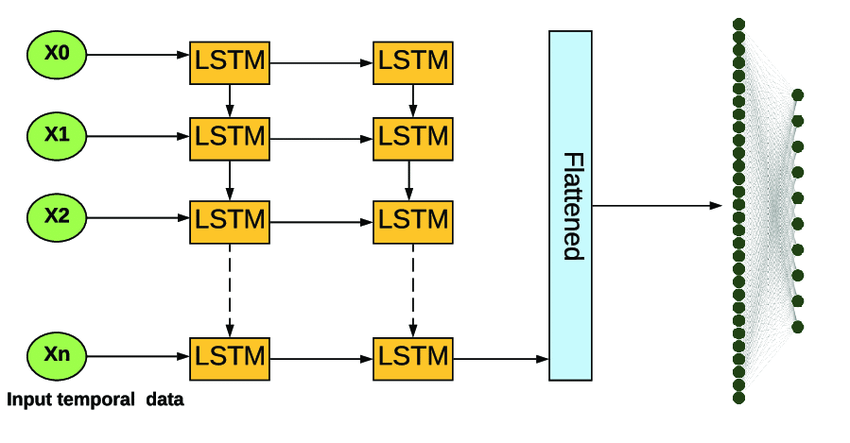 X0
LSTM
LSTM
X1
LSTM
LSTM
X2
LSTM
LSTM
Xn
LSTM
LSTM
Flattened
Input temporal data